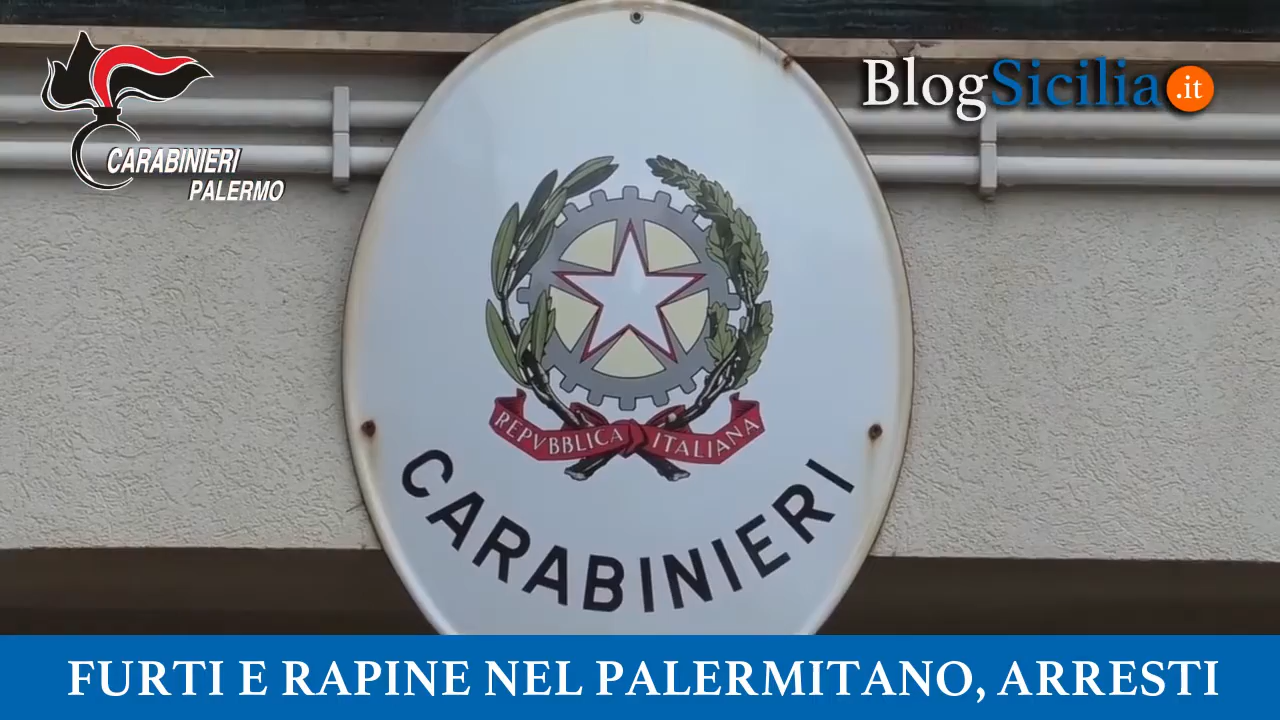 CARABINIERI
PALERMO
BlogSicilia.it
REPVBBLICA ITALIANA
CARABINIERI
FURTI E RAPINE NEL PALERMITANO, ARRESTI